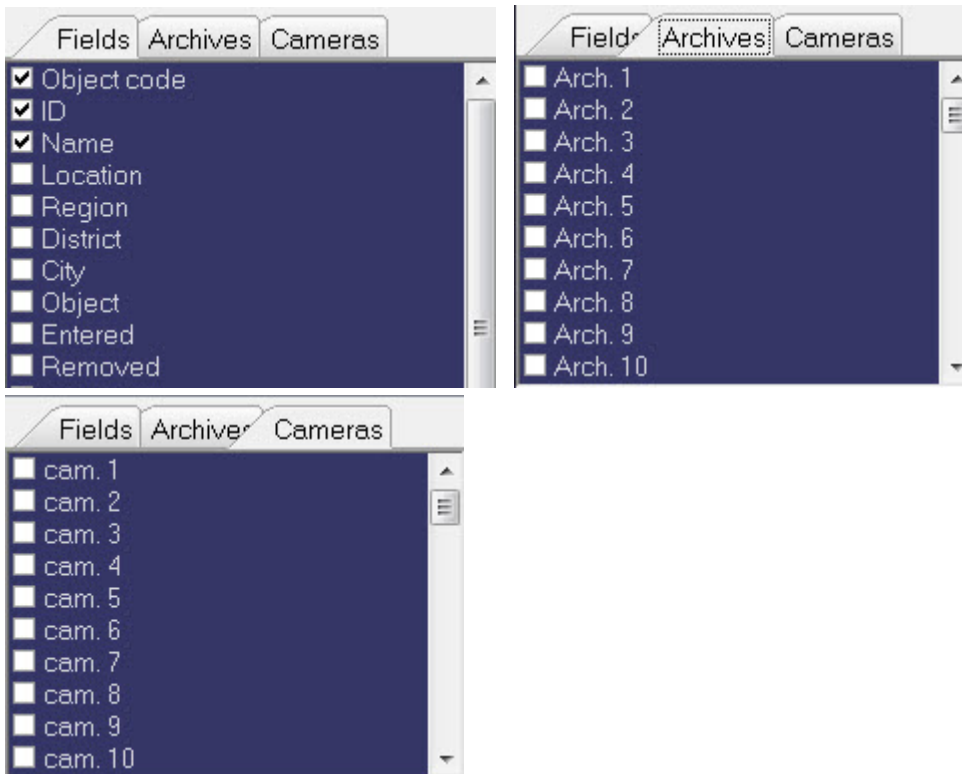 Fields Archives Cameras
Object code
ID
Name
Location
Region
District
City
Object
Entered
Removed
Field Archives Cameras
Arch. 1
Arch. 2
Arch. 3
Arch. 4
Arch. 5
Arch. 6
Arch. 7
Arch. 8
Arch. 9
Arch. 10
Fields Archive Cameras
cam. 1
cam. 2
cam. 3
cam. 4
cam. 5
cam. 6
cam. 7
cam. 8
cam. 9
cam. 10